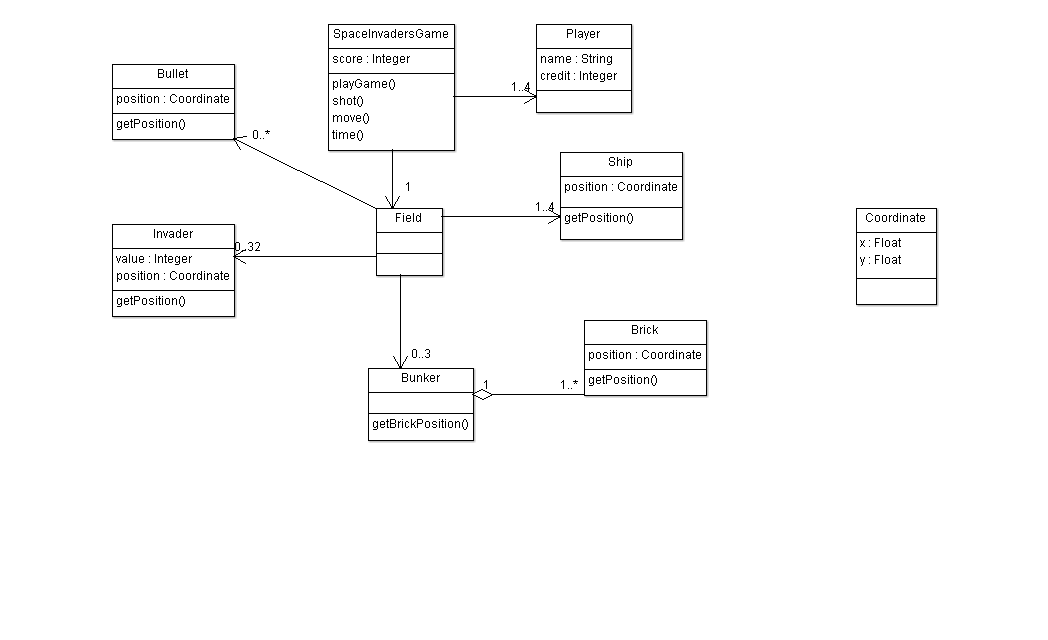 SpaceInvadersGame
score : Integer
playGame()
shot()
move()
time()
Player
name : String
credit : Integer
1..4
Bullet
position : Coordinate
getPosition()
0..*
1
Ship
position : Coordinate
getPosition()
1..4
Field
Coordinate
x : Float
y : Float
Invader
value : Integer
position : Coordinate
getPosition()
0..32
0..3
Brick
position : Coordinate
getPosition()
Bunker
getBrickPosition()
1
1..*